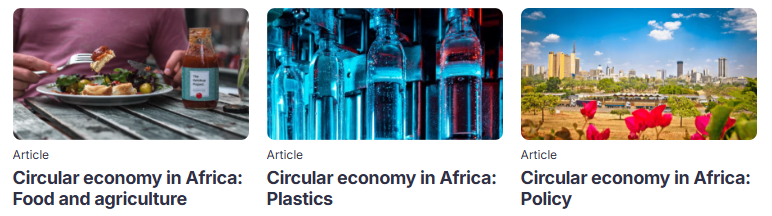 Article
Circular economy in Africa:
Food and agriculture
Article
Circular economy in Africa:
Plastics
Article
Circular economy in Africa:
Policy